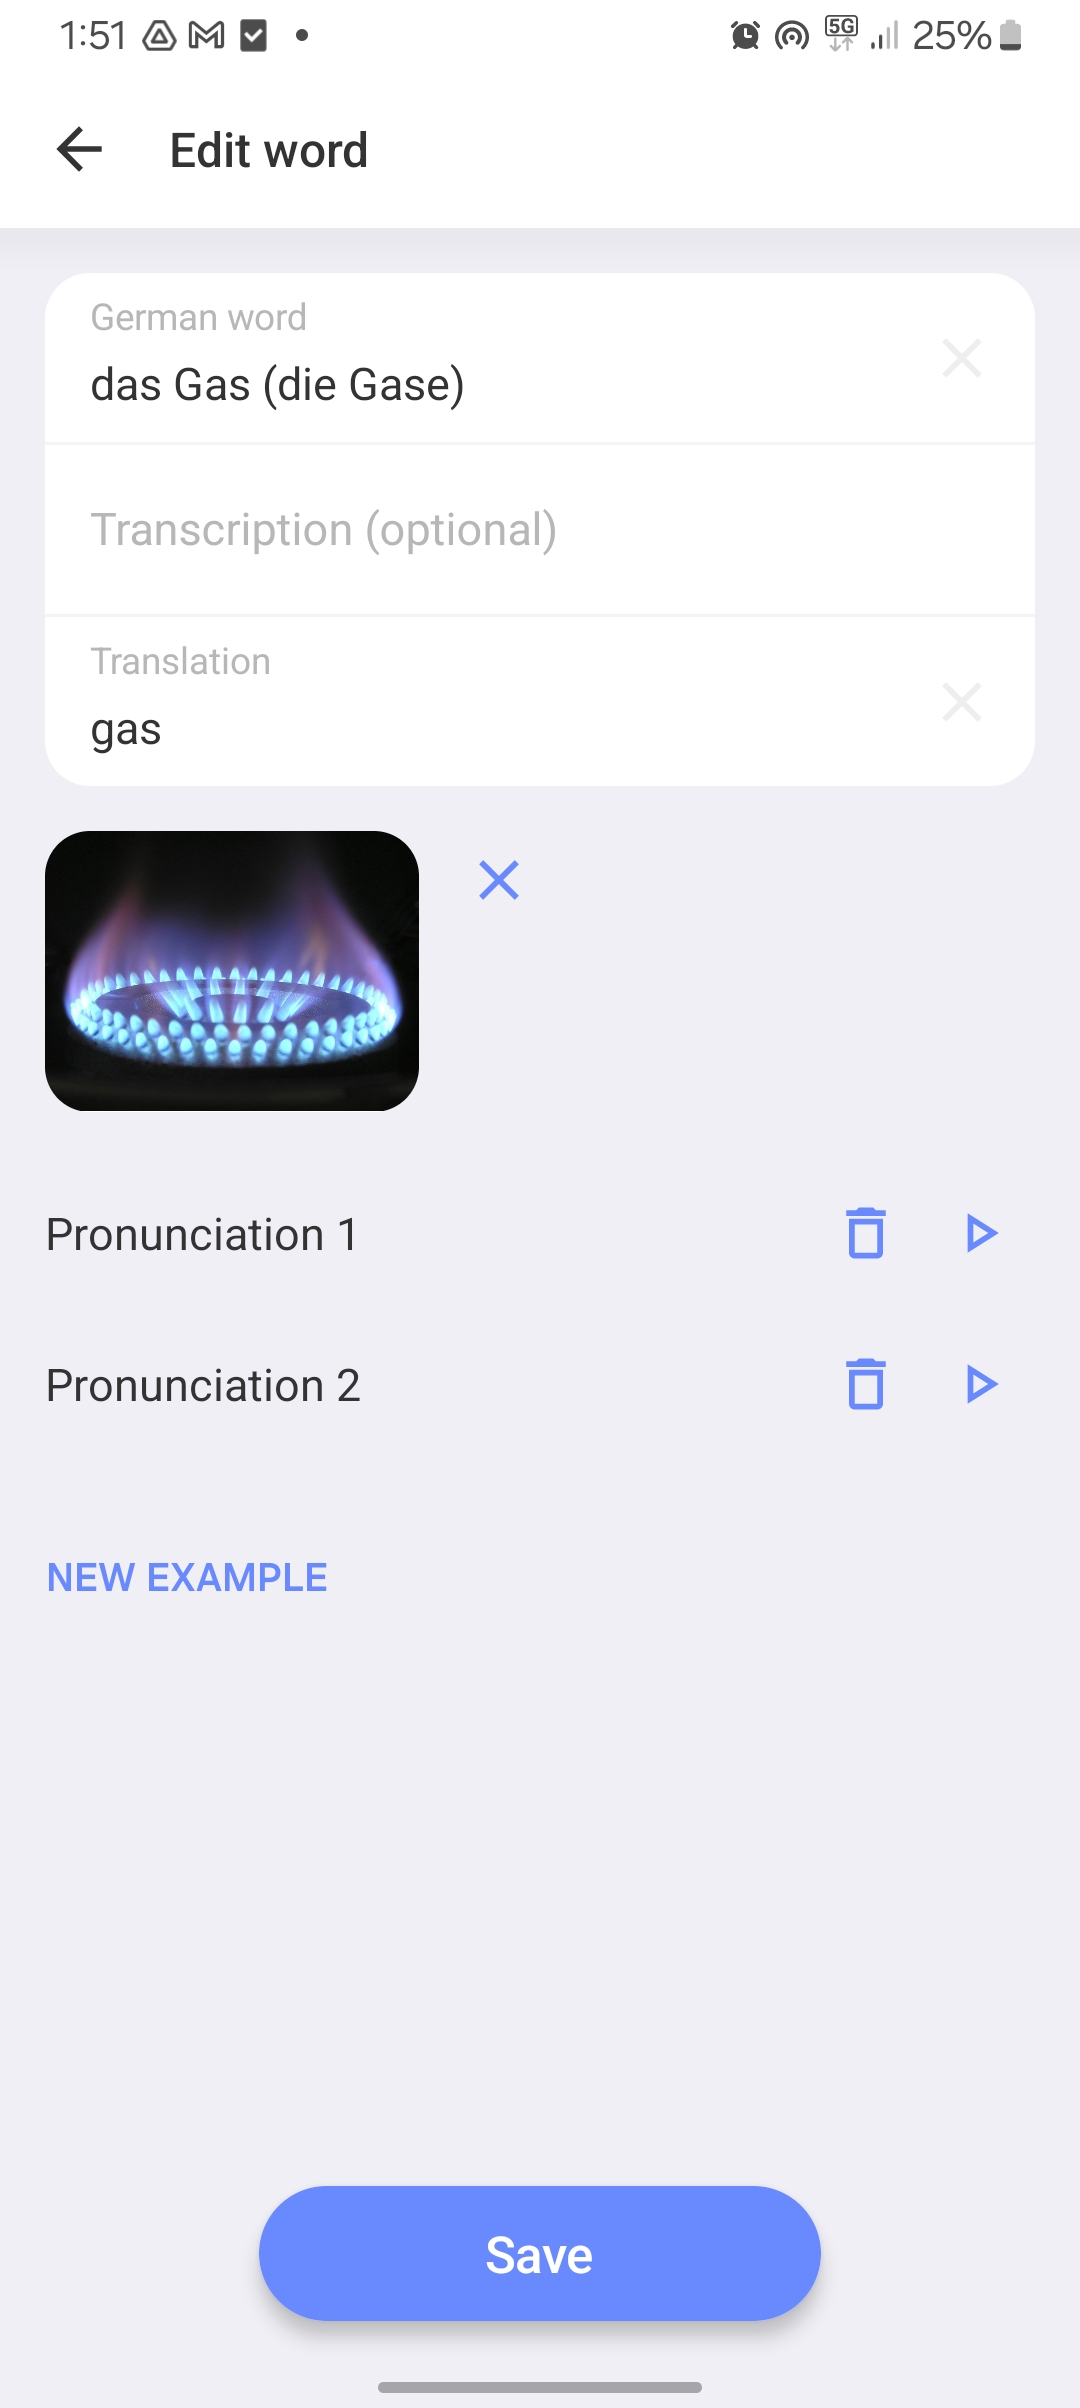 1:51
5G
25%
Edit word
German word
das Gas (die Gase)
Transcription (optional)
Translation
gas
Pronunciation 1
Pronunciation 2
NEW EXAMPLE
Save